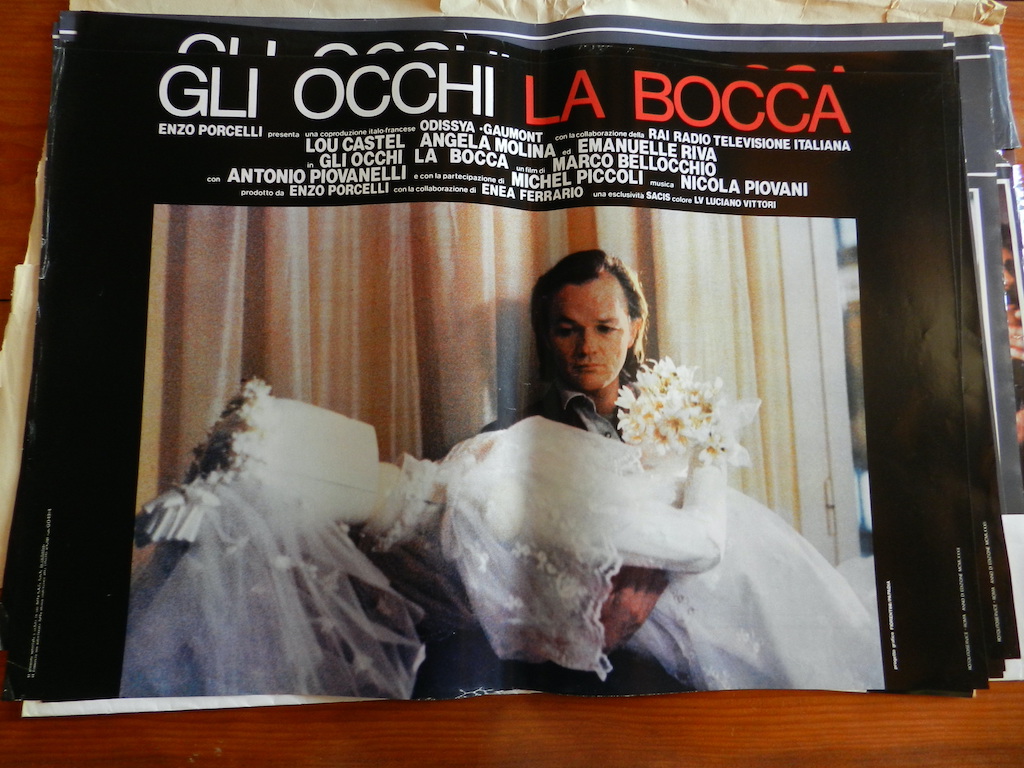 GLI OCCHI LA BOCCA
ENZO PORCELLI presenta una coproduzione italo-francese ODISSYA - GAUMONT con la collaborazione della RAI RADIO TELEVISIONE ITALIANA
LOU CASTEL ANGELA MOLINA ed EMANUELLE RIVA
in GLI OCCHI LA BOCCA un film di MARCO BELLOCCHIO
con ANTONIO PIOVANELLI e con la partecipazione di MICHEL PICCOLI musica NICOLA PIOVANI
prodotto da ENZO PORCELLI con la collaborazione di ENEA FERRARIO una esclusività SACIS colore LV LUCIANO VITTORI
progetto grafico